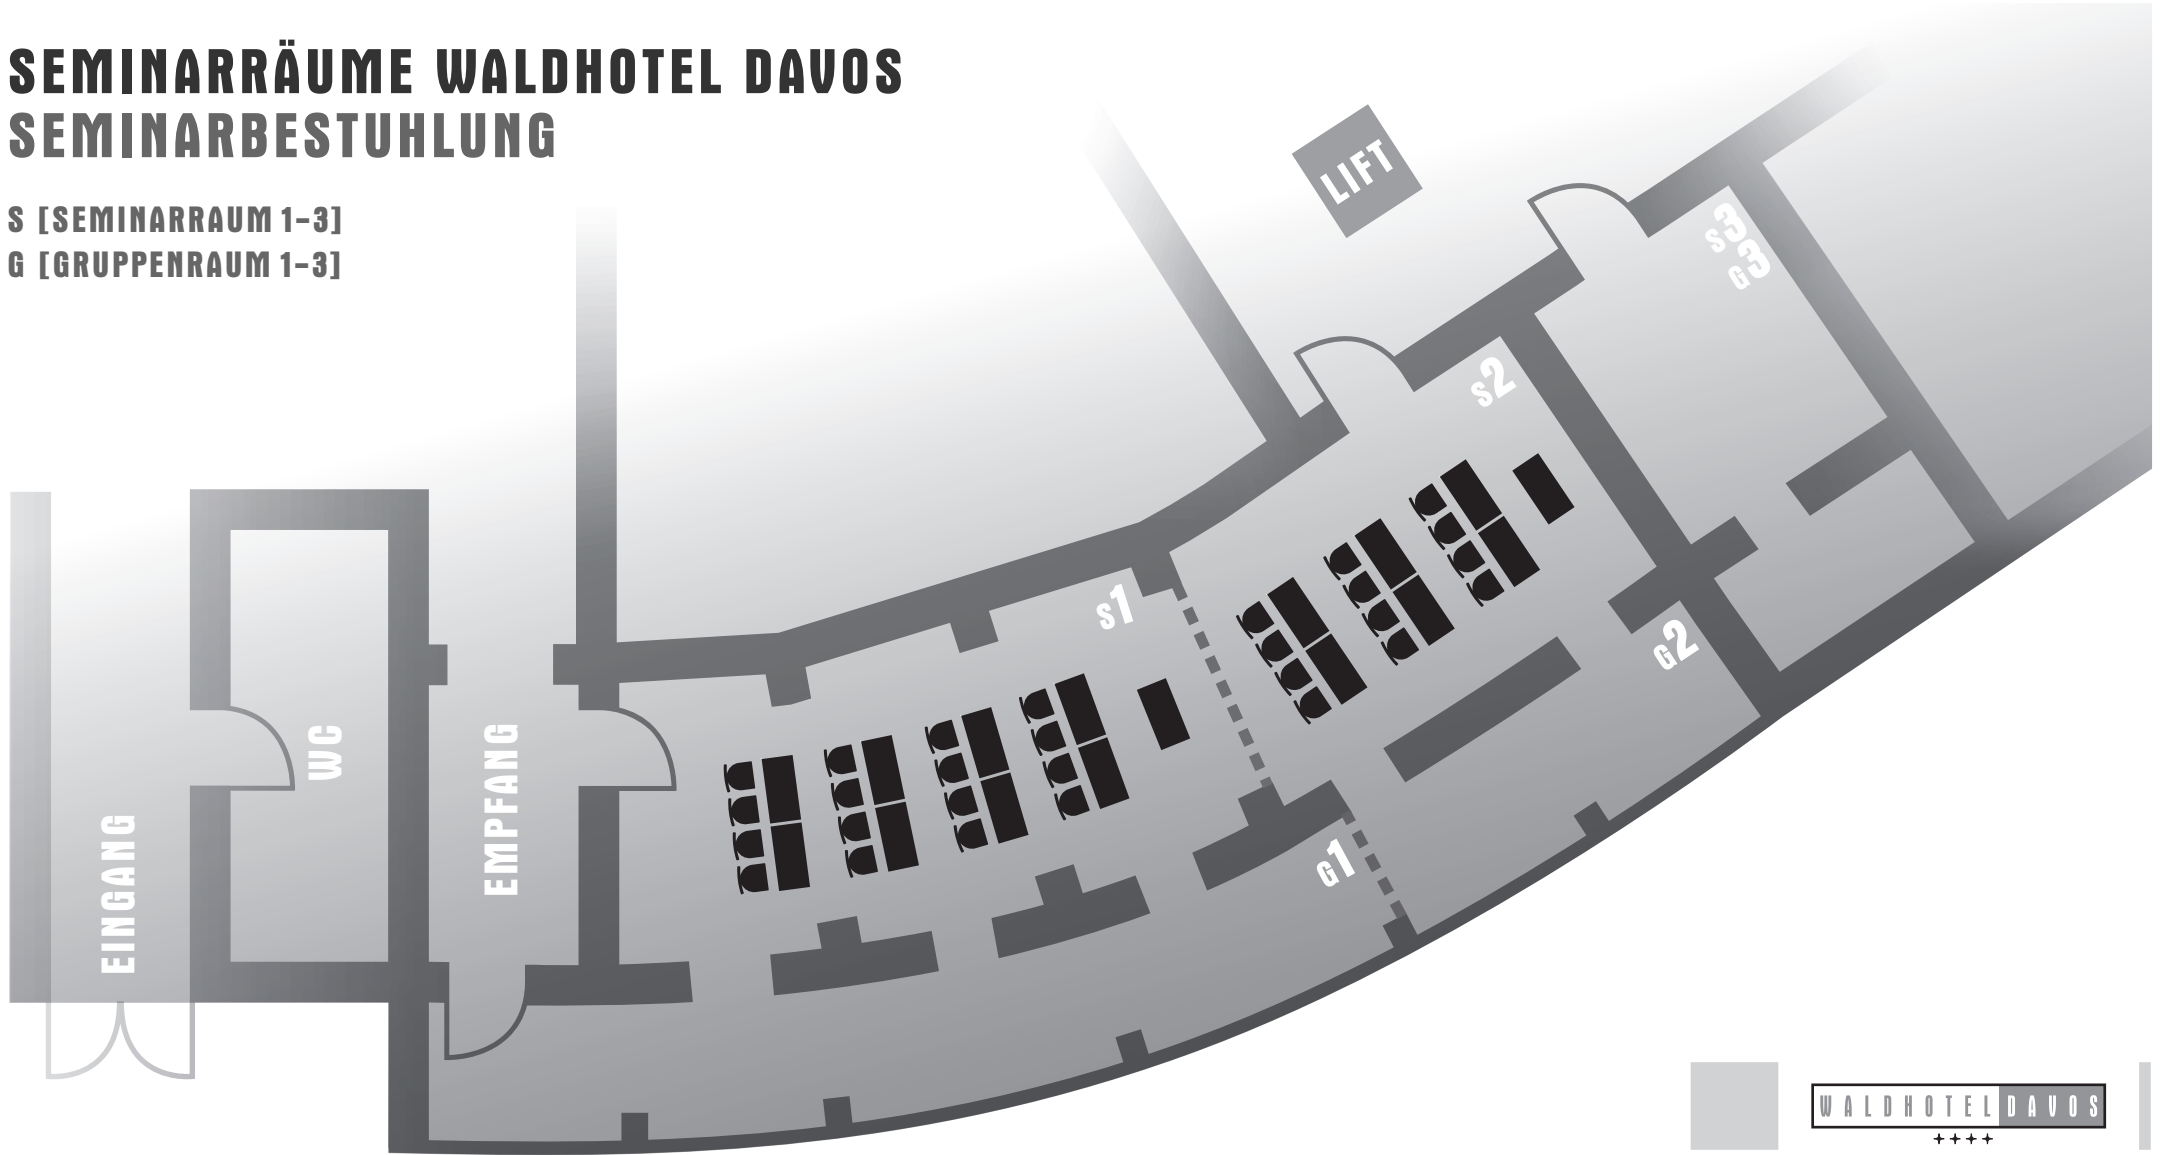 SEMINARRÄUME WALDHOTEL DAVOS
SEMINARBESTUHLUNG
S [SEMINARRAUM 1–3]
G [GRUPPENRAUM 1–3]
LIFT
S3
G3
S2
S1
G2
G1
WC
EMPFANG
EINGANG
WALDHOTEL DAVOS